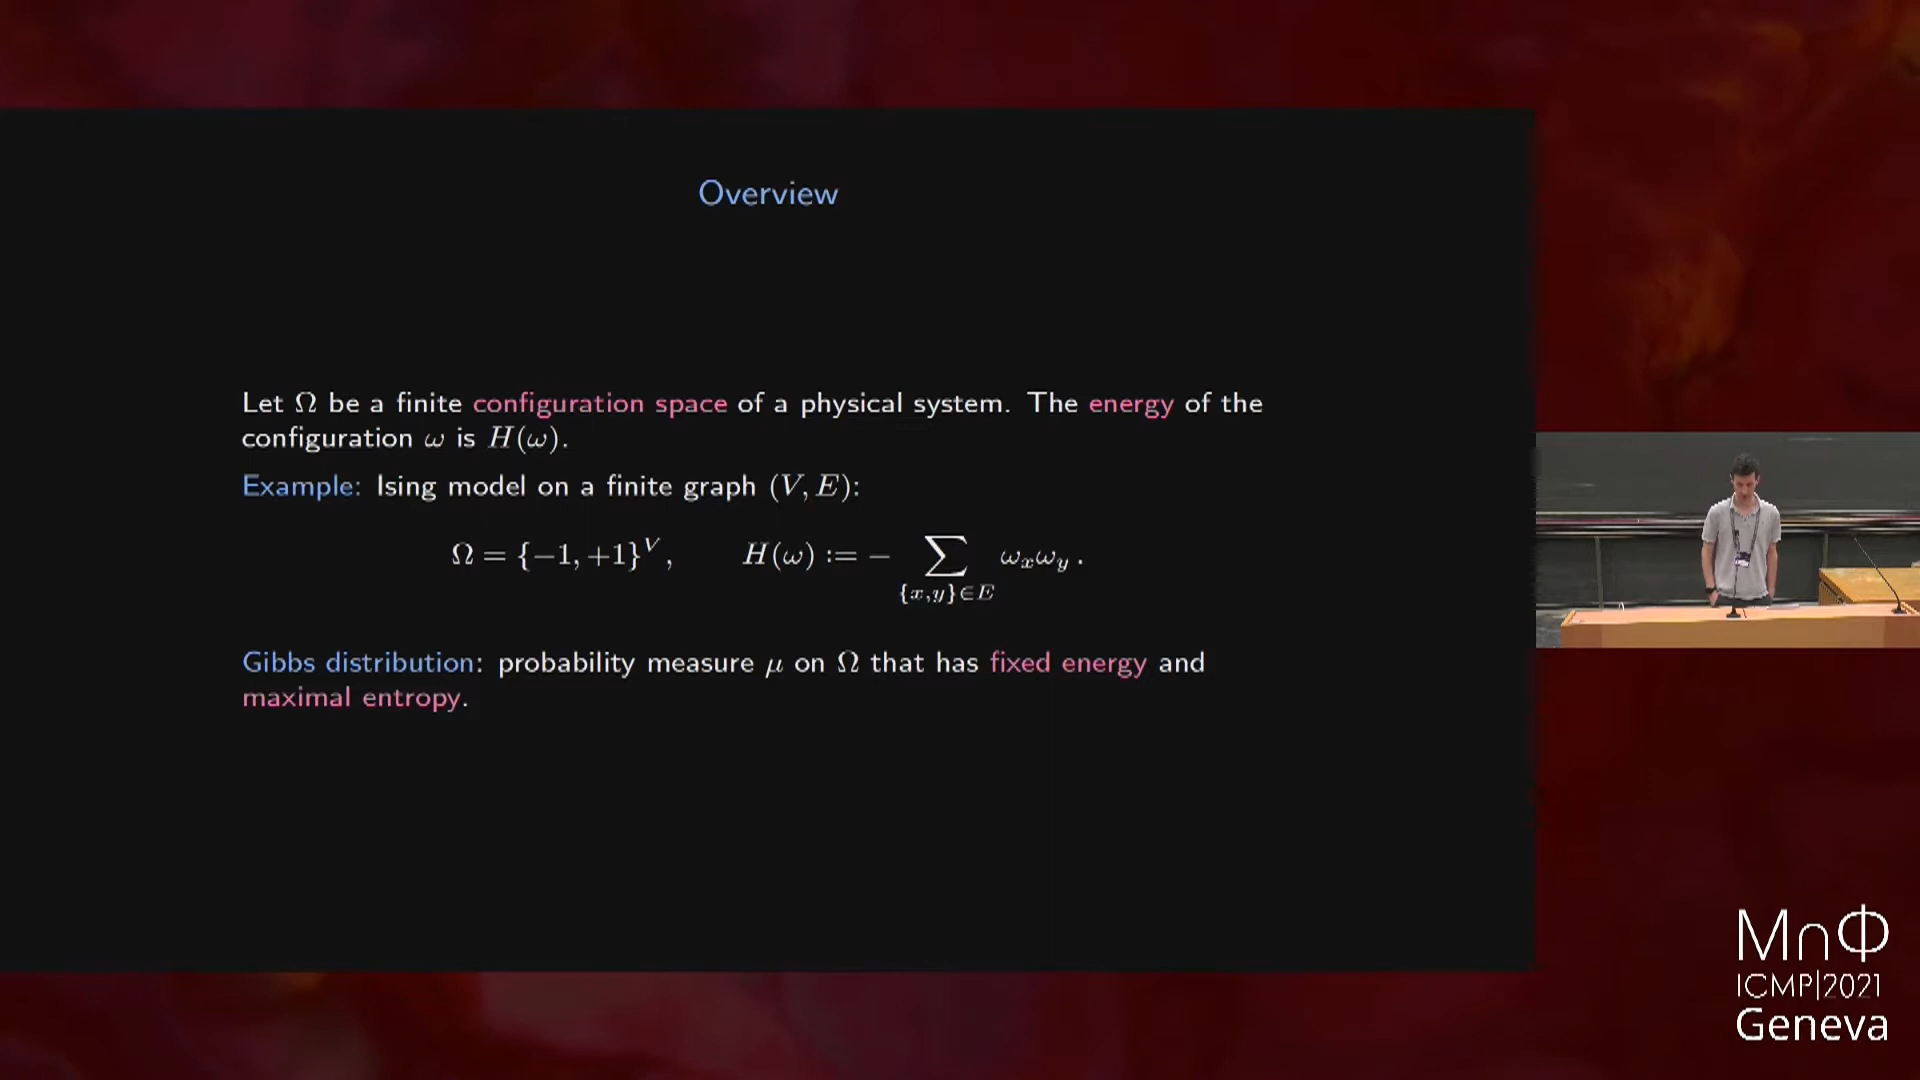 Overview
Let Ω be a finite configuration space of a physical system. The energy of the
configuration ω is H(ω).
Example: Ising model on a finite graph (V, E):
Ω = {−1, +1}^V ,  H(ω) := − ∑_{{x,y}∈E} ω_x ω_y .
Gibbs distribution: probability measure μ on Ω that has fixed energy and
maximal entropy.
M∩Φ
ICMP|2021
Geneva